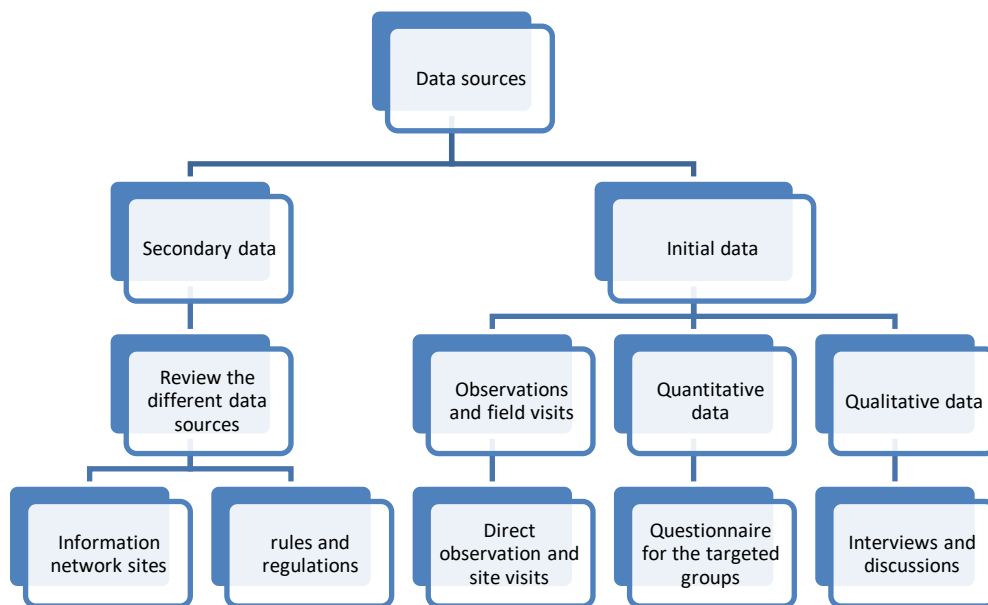 Data sources
Secondary data
Initial data
Review the
different data
sources
Observations
and field visits
Quantitative
data
Qualitative data
Information
network sites
rules and
regulations
Direct
observation and
site visits
Questionnaire
for the targeted
groups
Interviews and
discussions